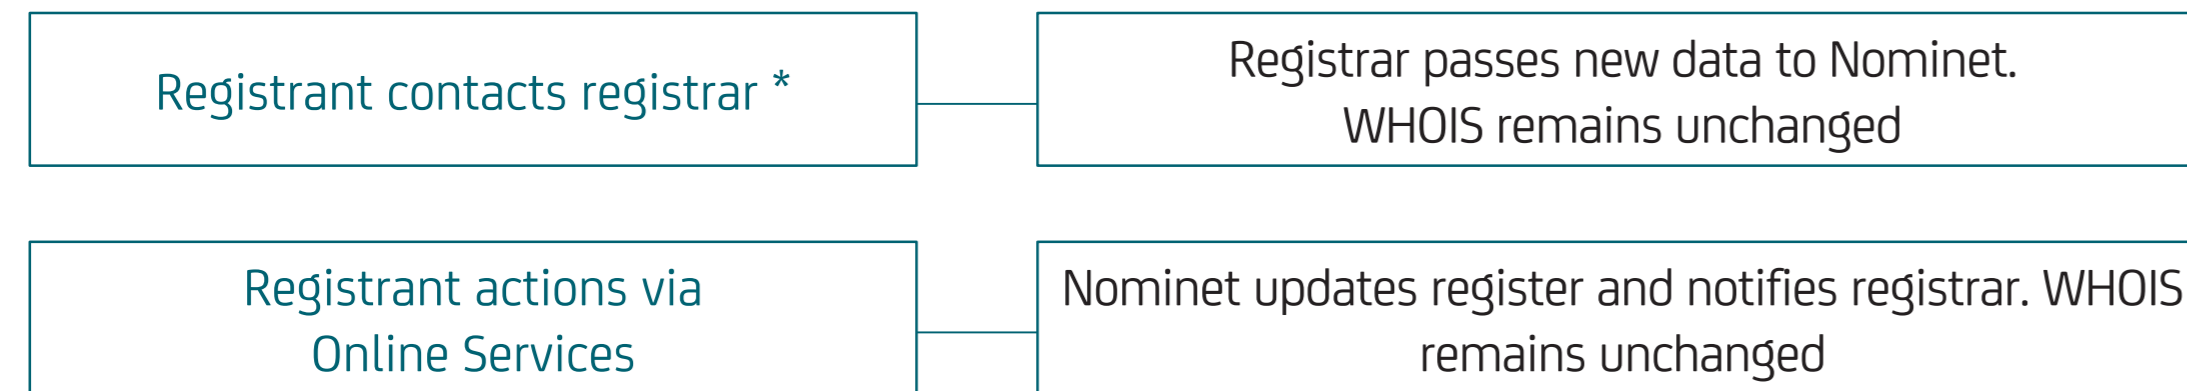 Registrant contacts registrar *
Registrar passes new data to Nominet.
WHOIS remains unchanged
Registrant actions via
Online Services
Nominet updates register and notifies registrar. WHOIS
remains unchanged